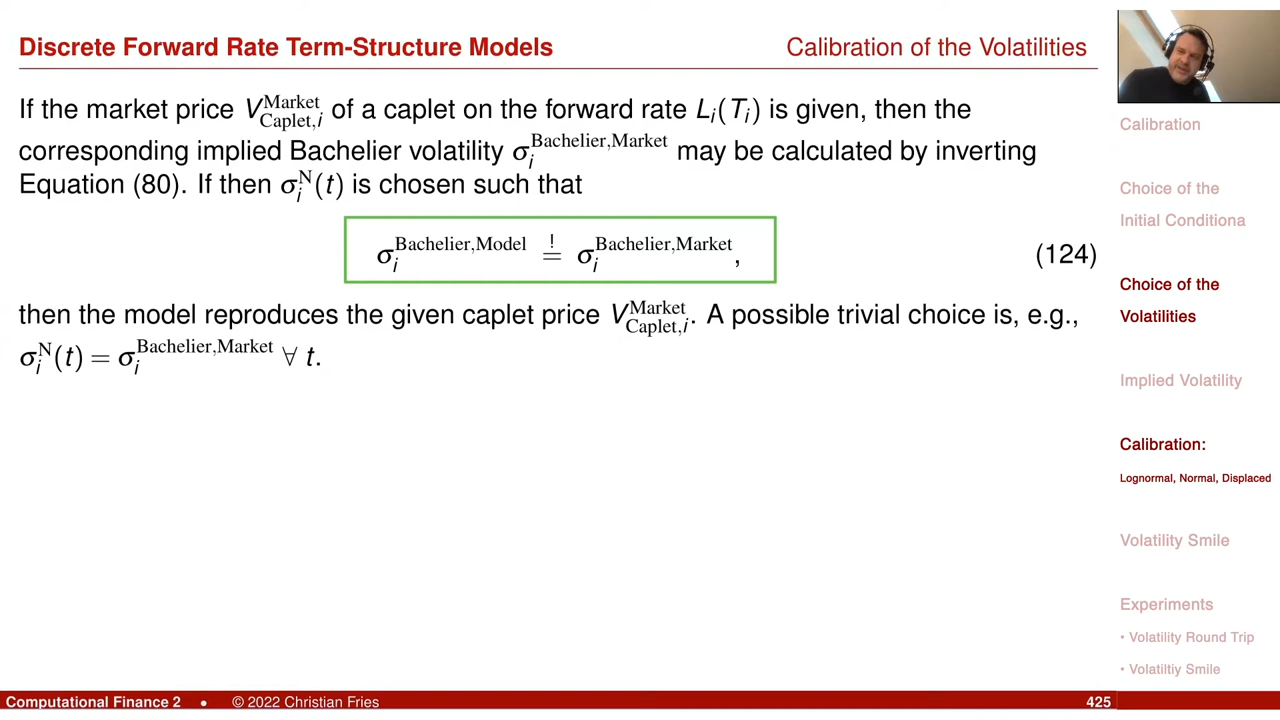 Discrete Forward Rate Term-Structure Models
Calibration of the Volatilities
If the market price V^Market_Caplet,i of a caplet on the forward rate L_i(T_i) is given, then the
corresponding implied Bachelier volatility σ_i^Bachelier,Market may be calculated by inverting
Equation (80). If then σ_i^N(t) is chosen such that
σ_i^Bachelier,Model =^! σ_i^Bachelier,Market , (124)
then the model reproduces the given caplet price V^Market_Caplet,i. A possible trivial choice is, e.g.,
σ_i^N(t) = σ_i^Bachelier,Market ∀ t.
Calibration
Choice of the
Initial Conditiona
Choice of the
Volatilities
Implied Volatility
Calibration:
Lognormal, Normal, Displaced
Volatility Smile
Experiments
• Volatility Round Trip
• Volatiltiy Smile
Computational Finance 2 • © 2022 Christian Fries 425